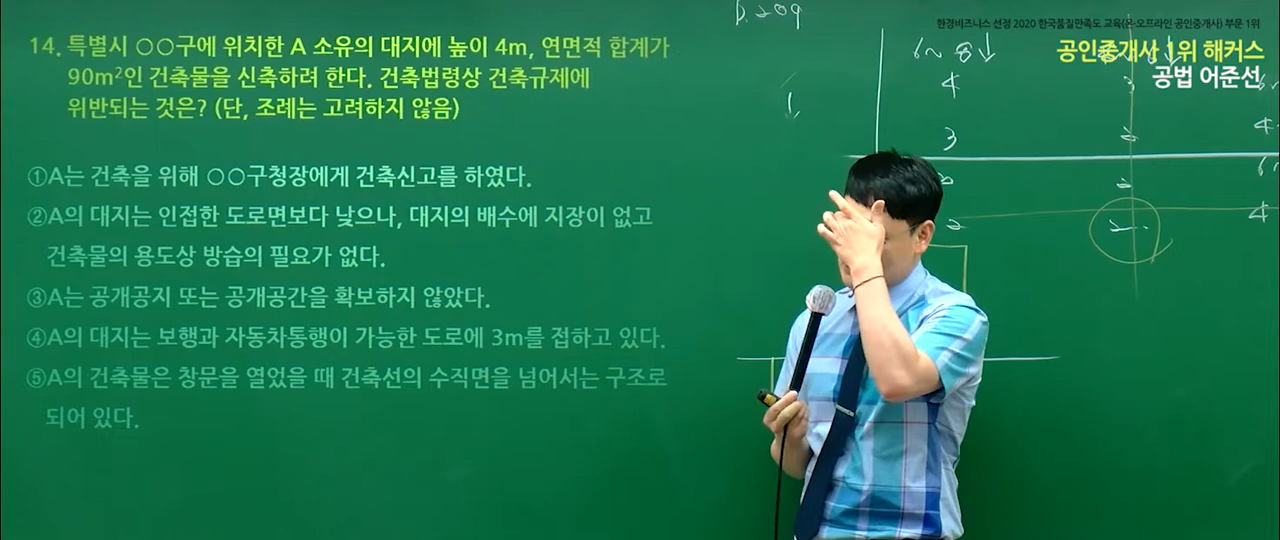 p.209
한경비즈니스 선정 2020 한국품질만족도 교육(온·오프라인 공인중개사) 부문 1위
공인중개사 1위 해커스
공법 어준선
14. 특별시 ○○구에 위치한 A 소유의 대지에 높이 4m, 연면적 합계가
90m²인 건축물을 신축하려 한다. 건축법령상 건축규제에
위반되는 것은? (단, 조례는 고려하지 않음)
①A는 건축을 위해 ○○구청장에게 건축신고를 하였다.
②A의 대지는 인접한 도로면보다 낮으나, 대지의 배수에 지장이 없고
건축물의 용도상 방습의 필요가 없다.
③A는 공개공지 또는 공개공간을 확보하지 않았다.
④A의 대지는 보행과 자동차통행이 가능한 도로에 3m를 접하고 있다.
⑤A의 건축물은 창문을 열었을 때 건축선의 수직면을 넘어서는 구조로
되어 있다.
6~8↓
4 3
3 2 4
2 2
2 2 4